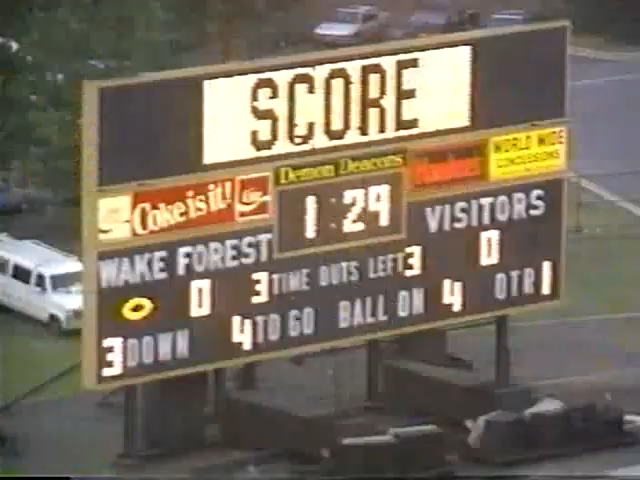 SCORE
Demon Deacons
Coke is it!
1:29
WORLD WIDE
CONCESSIONS
WAKE FOREST
VISITORS
0
3 TIME OUTS LEFT 3
0
3 DOWN
4 TO GO
BALL ON 4
QTR 1